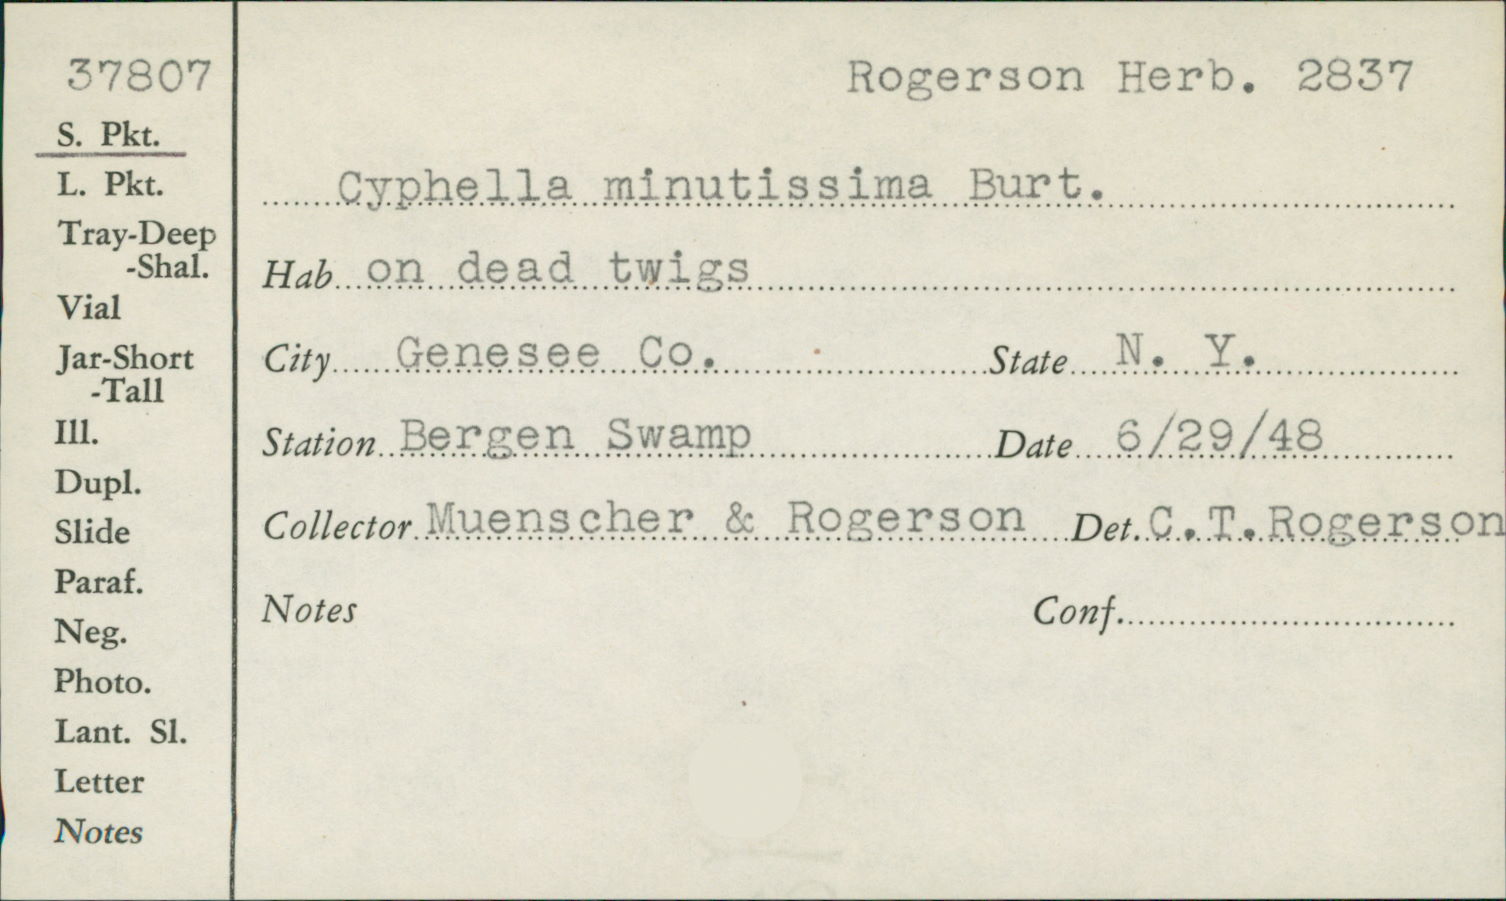 37807
Rogerson Herb. 2837
S. Pkt.
L. Pkt.
Tray-Deep
-Shal.
Vial
Jar-Short
-Tall
Ill.
Dupl.
Slide
Paraf.
Neg.
Photo.
Lant. Sl.
Letter
Notes
Cyphella minutissima Burt.
Hab on dead twigs
City Genesee Co. State N. Y.
Station Bergen Swamp Date 6/29/48
Collector Muenscher & Rogerson Det. C.T.Rogerson
Notes Conf.